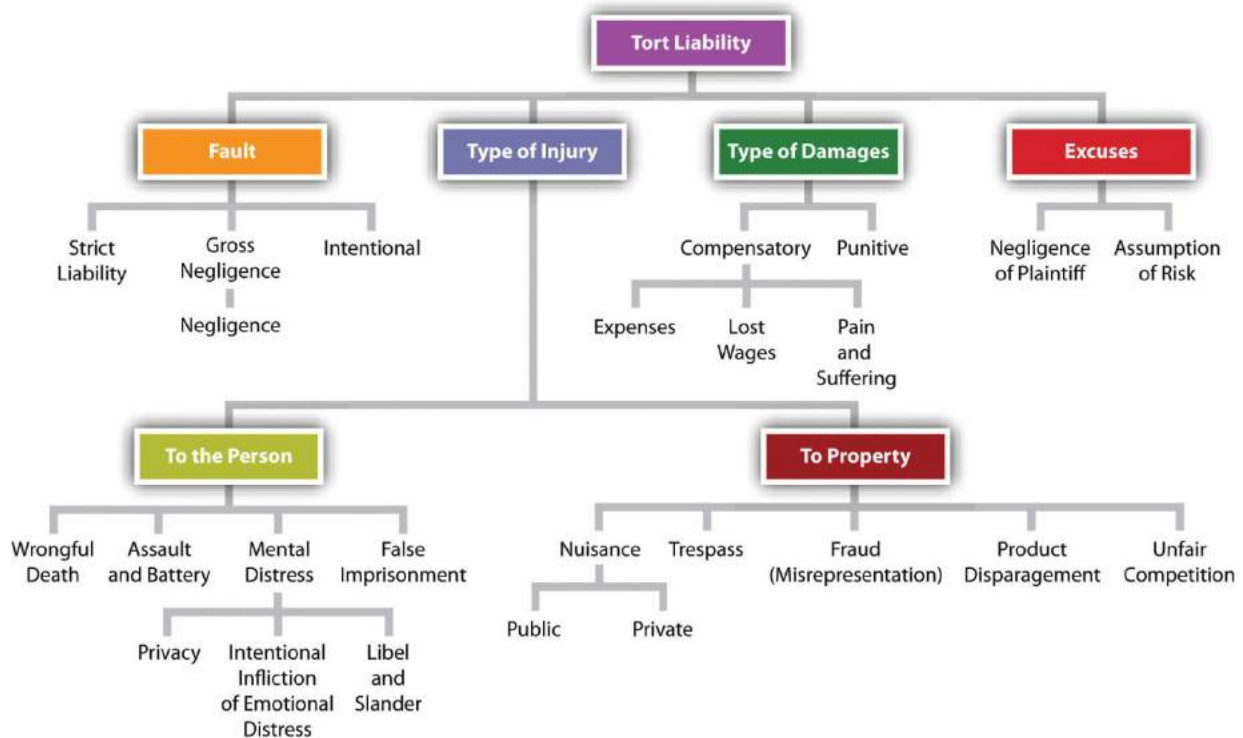 Tort Liability
Fault
Type of Injury
Type of Damages
Excuses
Strict
Liability
Gross
Negligence
Intentional
Negligence
Compensatory
Punitive
Expenses
Lost
Wages
Pain
and
Suffering
Negligence
of Plaintiff
Assumption
of Risk
To the Person
To Property
Wrongful
Death
Assault
and Battery
Mental
Distress
False
Imprisonment
Privacy
Intentional
Infliction
of Emotional
Distress
Libel
and
Slander
Nuisance
Trespass
Fraud
(Misrepresentation)
Product
Disparagement
Unfair
Competition
Public
Private